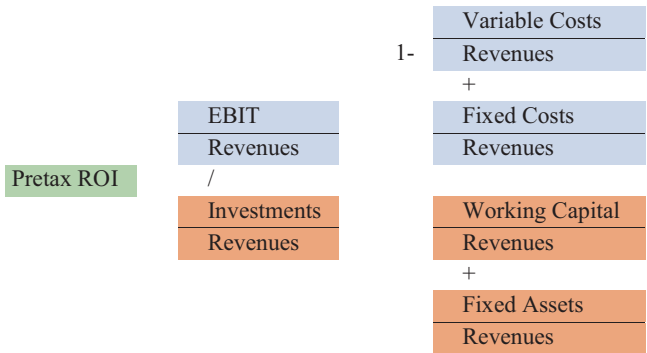 Variable Costs
1- Revenues
+
EBIT Fixed Costs
Revenues Revenues
Pretax ROI /
Investments Working Capital
Revenues Revenues
+
Fixed Assets
Revenues